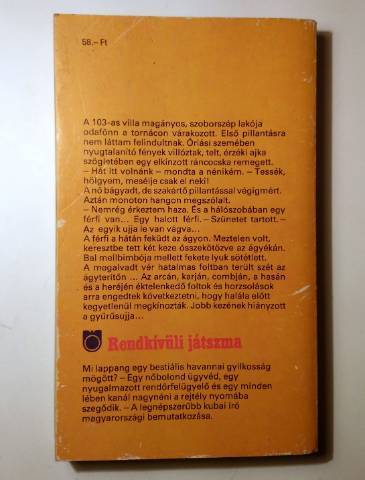 58.– Ft
A 103-as villa magányos, szoborszép lakója
odafönn a tornácon várakozott. Első pillantásra
nem láttam felindultnak. Óriási szemében
nyugtalanító fények villóztak, telt, érzéki ajka
szögletében egy elkínzott ráncocska remegett.
– Hát itt volnánk – mondta a nénikém. – Tessék,
hölgyem, mesélje csak el neki!
A nő bágyadt, de szakértő pillantással végigmért.
Aztán monoton hangon megszólalt.
– Nemrég érkeztem haza. És a hálószobában egy
férfi van... Egy halott férfi. – Szünetet tartott. –
Az egyik ujja le van vágva...
A férfi a hátán feküdt az ágyon. Meztelen volt,
keresztbe tett két keze összekötözve az ágyékán.
Bal mellbimbója mellett fekete lyuk sötétlett.
A megalvadt vér hatalmas foltban terült szét az
ágyterítőn ... Az arcán, karján, combján, a hasán
és a heréjén éktelenkedő foltok és horzsolások
arra engedtek következtetni, hogy halála előtt
kegyetlenül megkínozták. Jobb kezének hiányzott
a gyűrűsujja...
Rendkívüli játszma
Mi lappang egy bestiális havannai gyilkosság
mögött? – Egy nőbolond ügyvéd, egy
nyugalmazott rendőrfelügyelő és egy minden
lében kanál nagynéni a rejtély nyomába
szegődik. – A legnépszerűbb kubai író
magyarországi bemutatkozása.